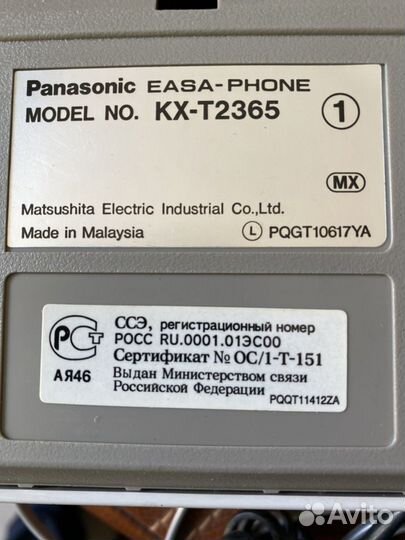 Panasonic EASA-PHONE
MODEL NO. KX-T2365 1
MX
Matsushita Electric Industrial Co.,Ltd.
Made in Malaysia L PQGT10617YA
ССЭ, регистрационный номер
РОСС RU.0001.01ЭС00
Сертификат № ОС/1-Т-151
АЯ46 Выдан Министерством связи
Российской Федерации
PQQT11412ZA
Avito